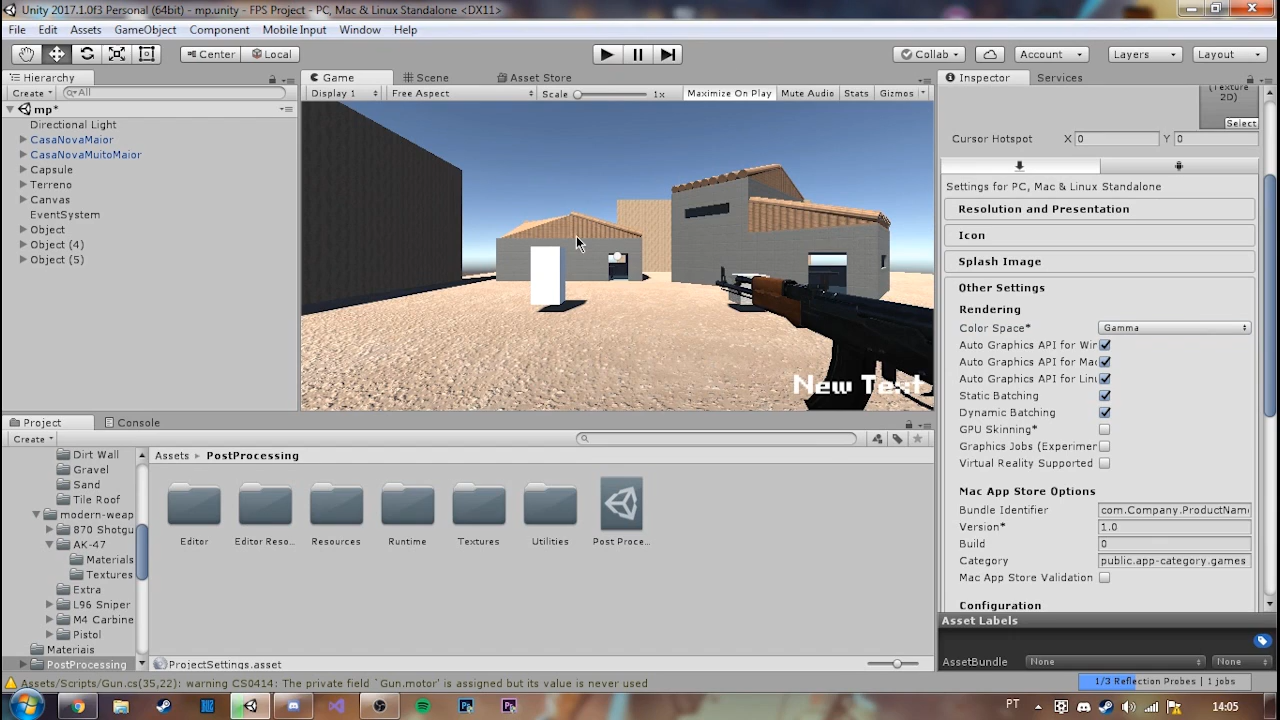 Unity 2017.1.0f3 Personal (64bit) - mp.unity - FPS Project - PC, Mac & Linux Standalone <DX11>
File Edit Assets GameObject Component Mobile Input Window Help
Center Local Collab Account Layers Layout
Hierarchy
Create All
mp*
Directional Light
CasaNovaMaior
CasaNovaMuitoMaior
Capsule
Terreno
Canvas
EventSystem
Object
Object (4)
Object (5)
Game Scene Asset Store
Display 1 Free Aspect Scale 1x Maximize On Play Mute Audio Stats Gizmos
New Text
Inspector Services
(Texture
2D)
Select
Cursor Hotspot X 0 Y 0
Settings for PC, Mac & Linux Standalone
Resolution and Presentation
Icon
Splash Image
Other Settings
Rendering
Color Space* Gamma
Auto Graphics API for Win
Auto Graphics API for Mac
Auto Graphics API for Linu
Static Batching
Dynamic Batching
GPU Skinning*
Graphics Jobs (Experimer
Virtual Reality Supported
Mac App Store Options
Bundle Identifier com.Company.ProductName
Version* 1.0
Build 0
Category public.app-category.games
Mac App Store Validation
Configuration
Asset Labels
AssetBundle None None
Project Console
Create
Dirt Wall
Gravel
Sand
Tile Roof
modern-weap
870 Shotgu
AK-47
Materials
Textures
Extra
L96 Sniper
M4 Carbine
Pistol
Materials
PostProcessing
Assets PostProcessing
Editor Editor Reso... Resources Runtime Textures Utilities Post Proce...
ProjectSettings.asset
Assets/Scripts/Gun.cs(35,22): warning CS0414: The private field `Gun.motor' is assigned but its value is never used
1/3 Reflection Probes | 1 jobs
PT 14:05